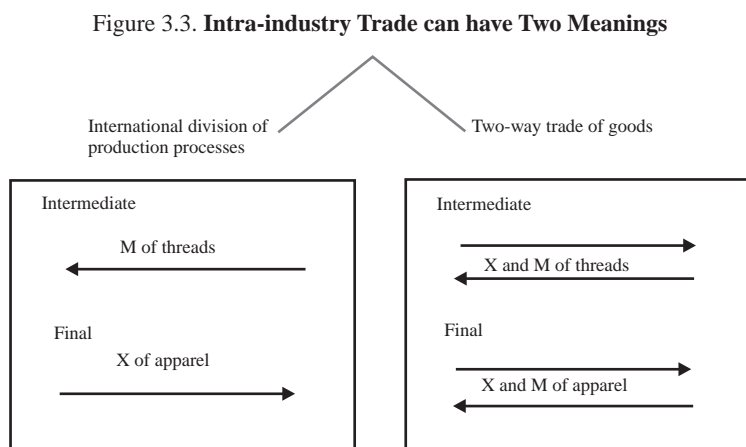 Figure 3.3. Intra-industry Trade can have Two Meanings
International division of
production processes
Two-way trade of goods
Intermediate
M of threads
Final
X of apparel
Intermediate
X and M of threads
Final
X and M of apparel